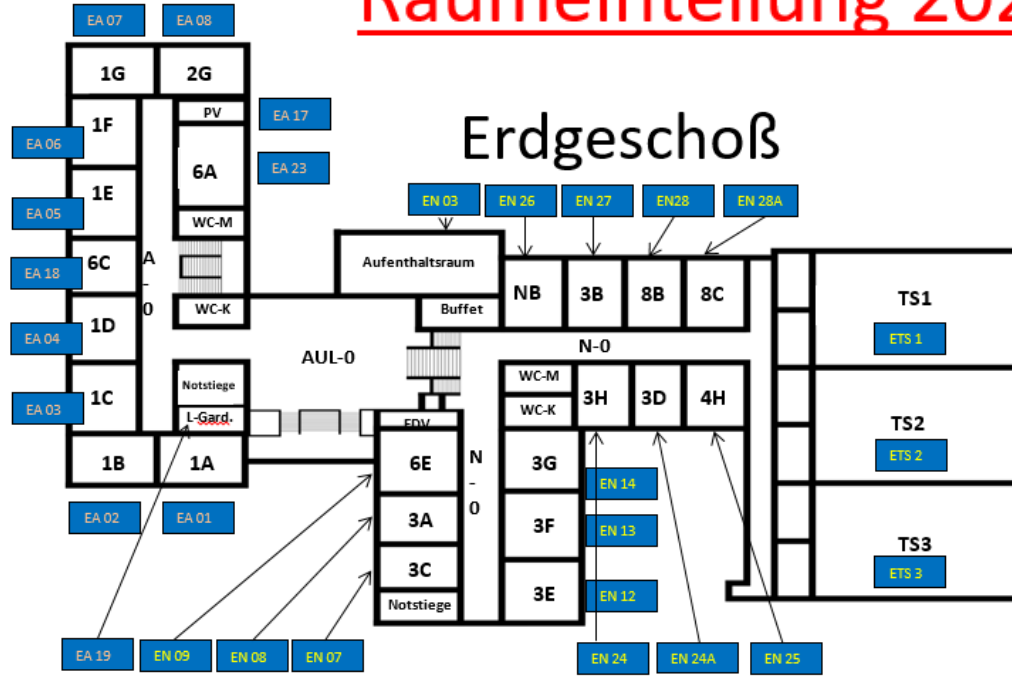 Raumeinteilung 202
EA 07
EA 08
1G
2G
PV
EA 17
Erdgeschoß
1F
EA 06
6A
EA 23
1E
EA 05
WC-M
EN 03
EN 26
EN 27
EN28
EN 28A
6C
EA 18
A
-
0
Aufenthaltsraum
NB
3B
8B
8C
TS1
WC-K
Buffet
1D
EA 04
AUL-0
N-0
ETS 1
Notstiege
WC-M
3H
3D
4H
1C
EA 03
L-Gard.
WC-K
EDV
TS2
ETS 2
1B
1A
6E
N
-
0
3G
EN 14
EA 02
EA 01
3A
3F
EN 13
TS3
ETS 3
3C
3E
EN 12
Notstiege
EA 19
EN 09
EN 08
EN 07
EN 24
EN 24A
EN 25